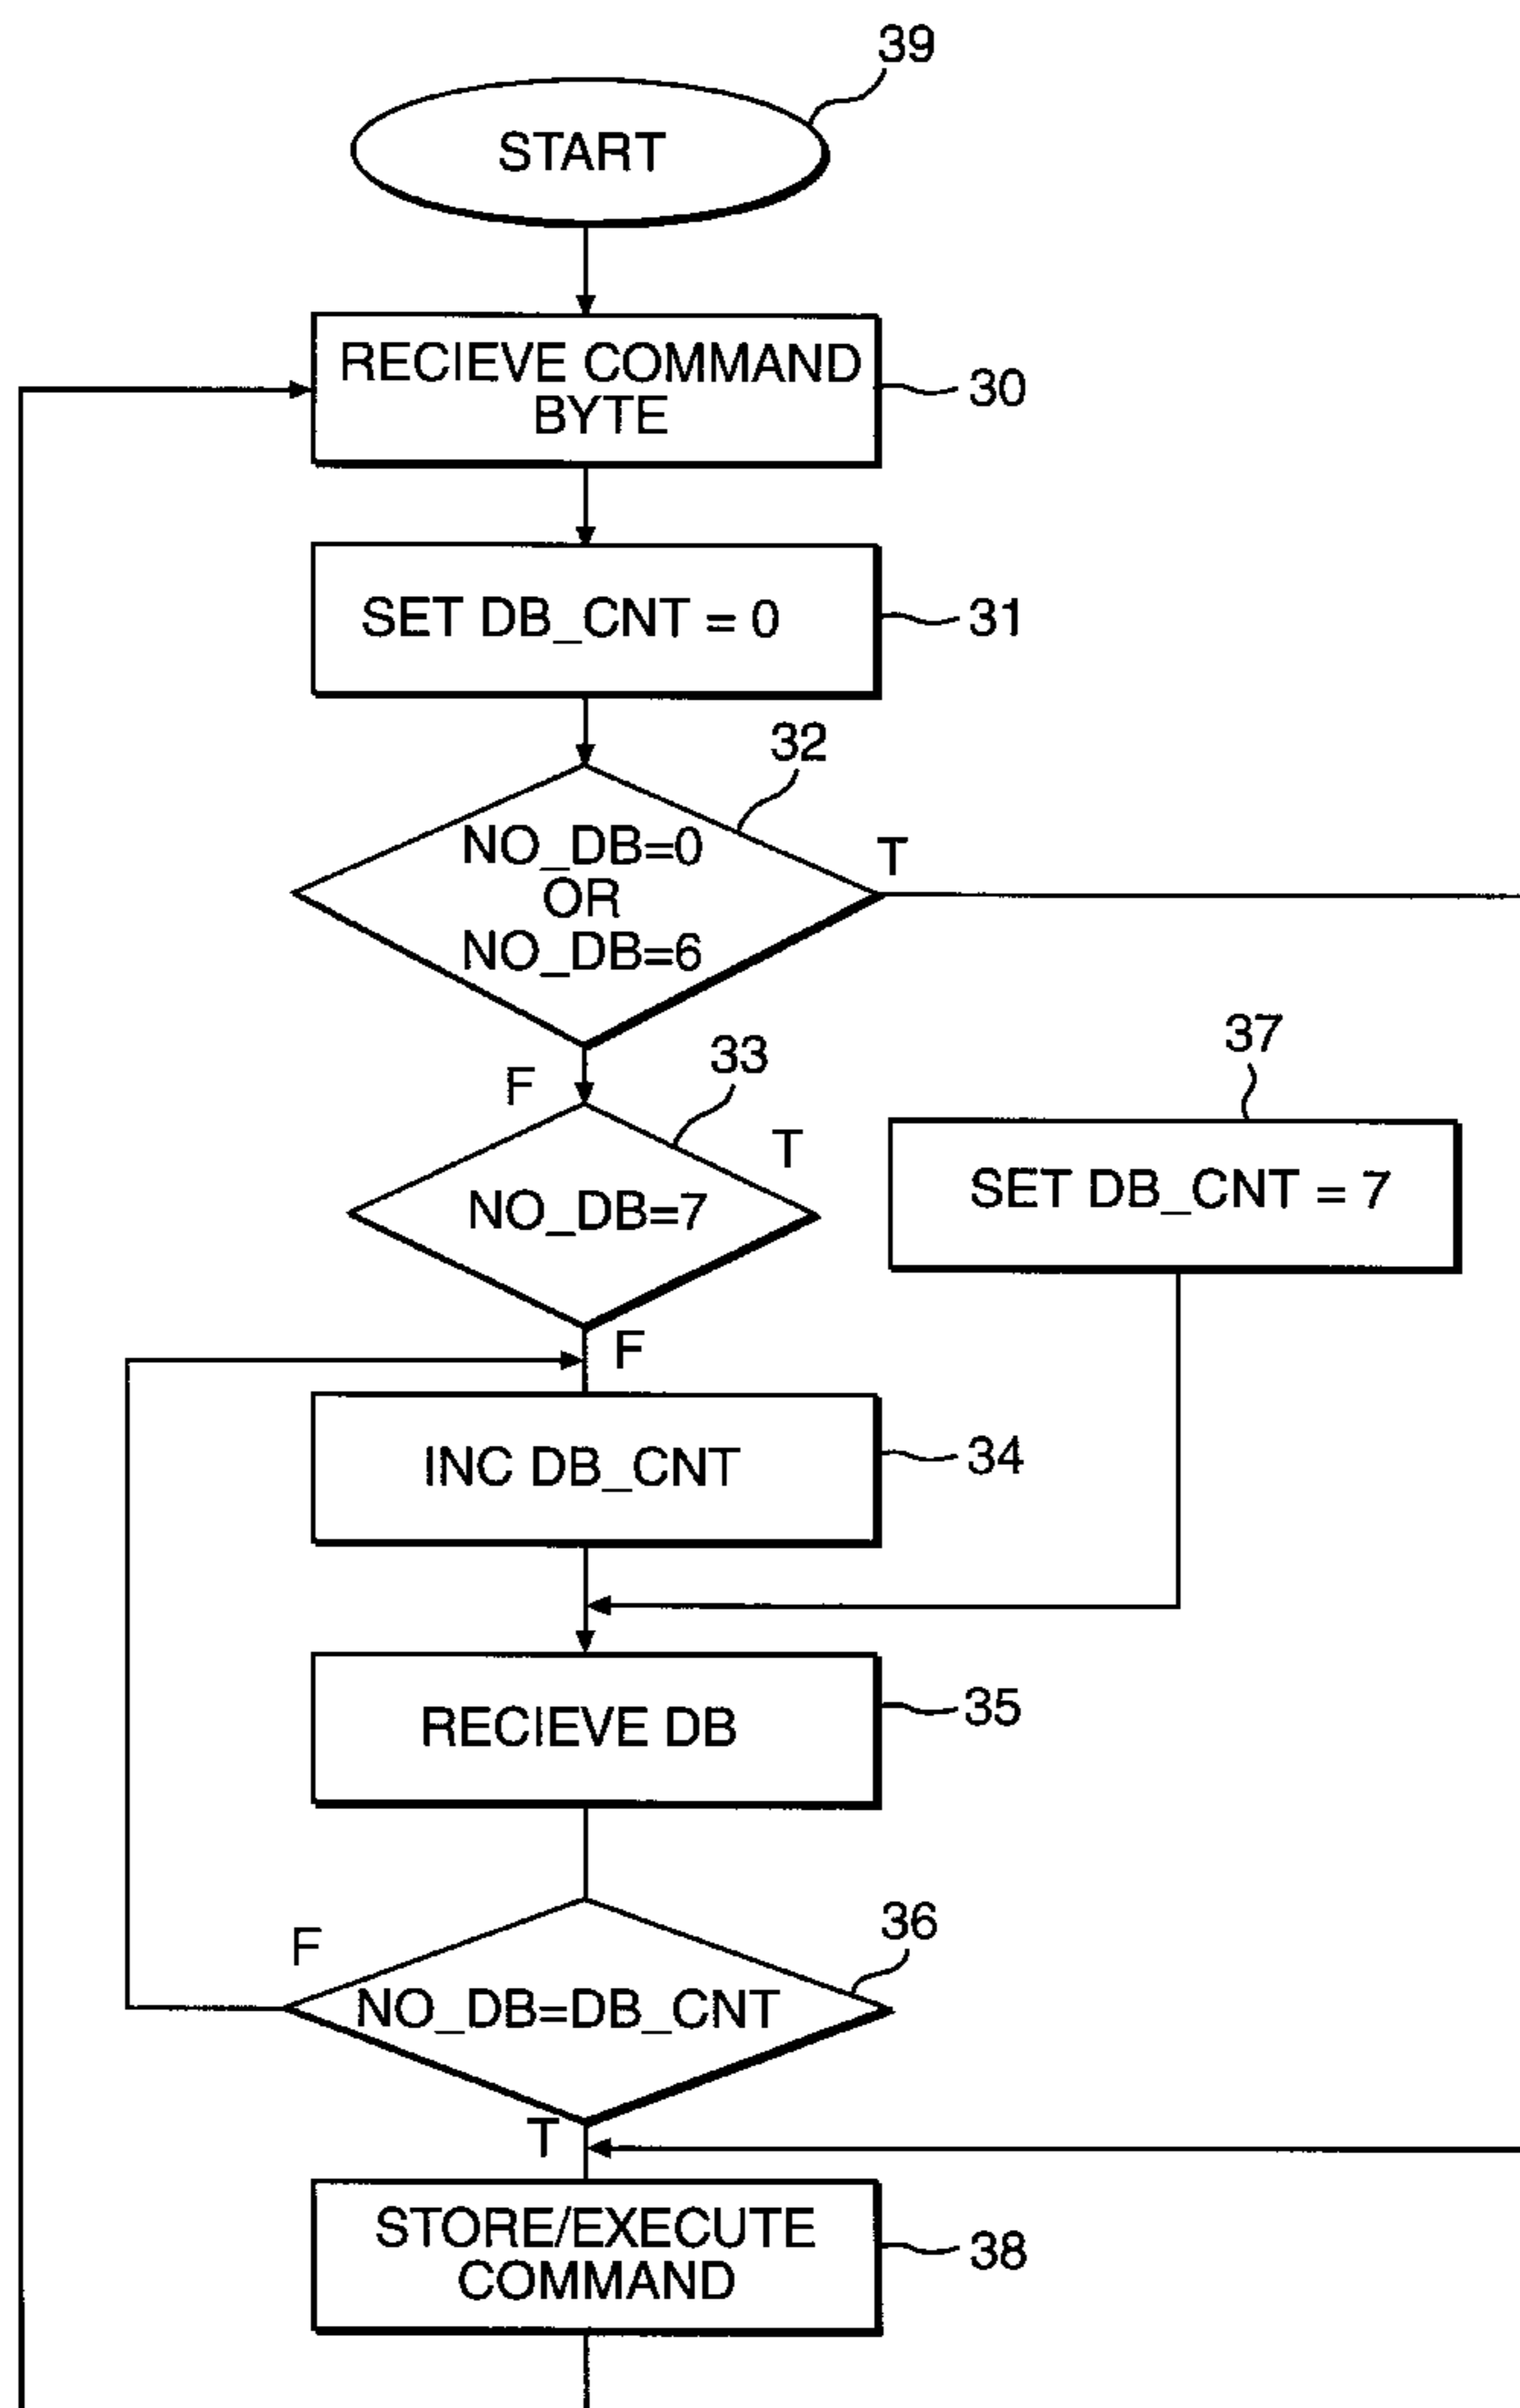 39
START
RECIEVE COMMAND
BYTE
30
SET DB_CNT = 0
31
32
NO_DB=0
OR
NO_DB=6
T
F
33
NO_DB=7
T
37
SET DB_CNT = 7
F
INC DB_CNT
34
RECIEVE DB
35
F
36
NO_DB=DB_CNT
T
STORE/EXECUTE
COMMAND
38